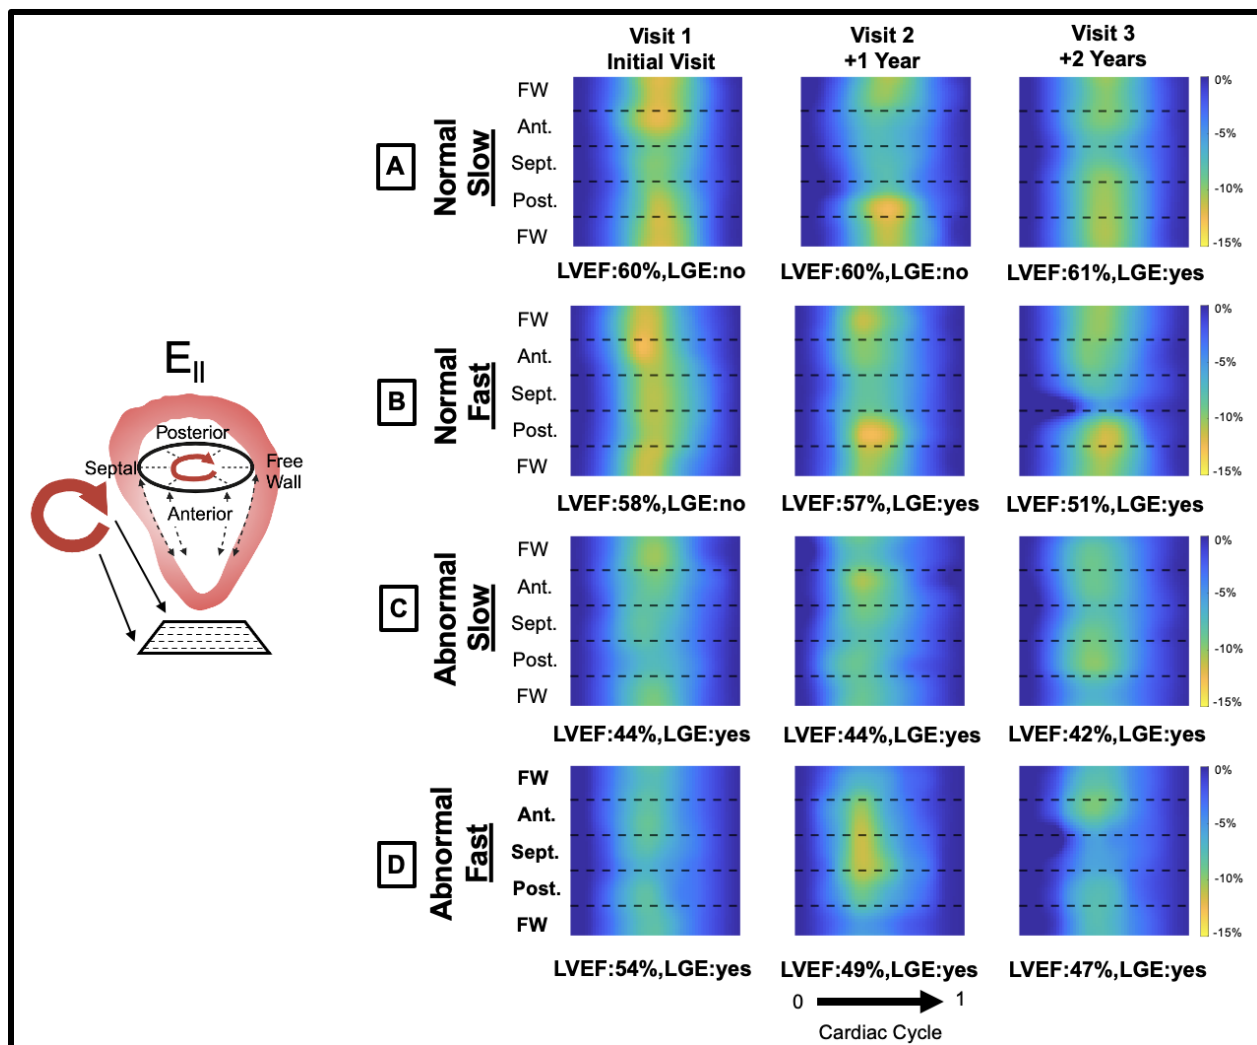 Visit 1
Initial Visit
Visit 2
+1 Year
Visit 3
+2 Years
A
Normal
Slow
FW
Ant.
Sept.
Post.
FW
0%
-5%
-10%
-15%
LVEF:60%,LGE:no
LVEF:60%,LGE:no
LVEF:61%,LGE:yes
B
Normal
Fast
FW
Ant.
Sept.
Post.
FW
0%
-5%
-10%
-15%
LVEF:58%,LGE:no
LVEF:57%,LGE:yes
LVEF:51%,LGE:yes
E||
Posterior
Septal
Free
Wall
Anterior
C
Abnormal
Slow
FW
Ant.
Sept.
Post.
FW
0%
-5%
-10%
-15%
LVEF:44%,LGE:yes
LVEF:44%,LGE:yes
LVEF:42%,LGE:yes
D
Abnormal
Fast
FW
Ant.
Sept.
Post.
FW
0%
-5%
-10%
-15%
LVEF:54%,LGE:yes
LVEF:49%,LGE:yes
LVEF:47%,LGE:yes
0 1
Cardiac Cycle